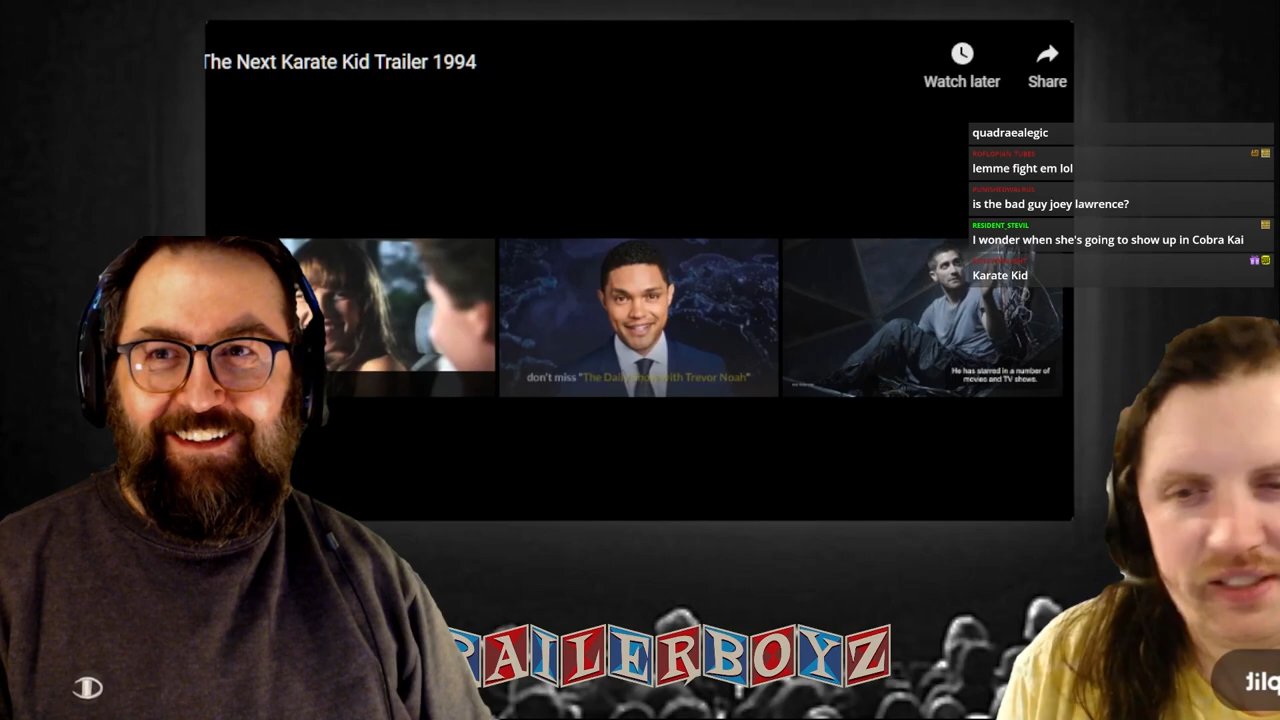 The Next Karate Kid Trailer 1994
Watch later
Share
quadraealegic
lemme fight em lol
is the bad guy joey lawrence?
RESIDENT_STEVIL
I wonder when she's going to show up in Cobra Kai
Karate Kid
don't miss "The Daily Show with Trevor Noah"
He has starred in a number of
movies and TV shows.
RAILERBOYZ